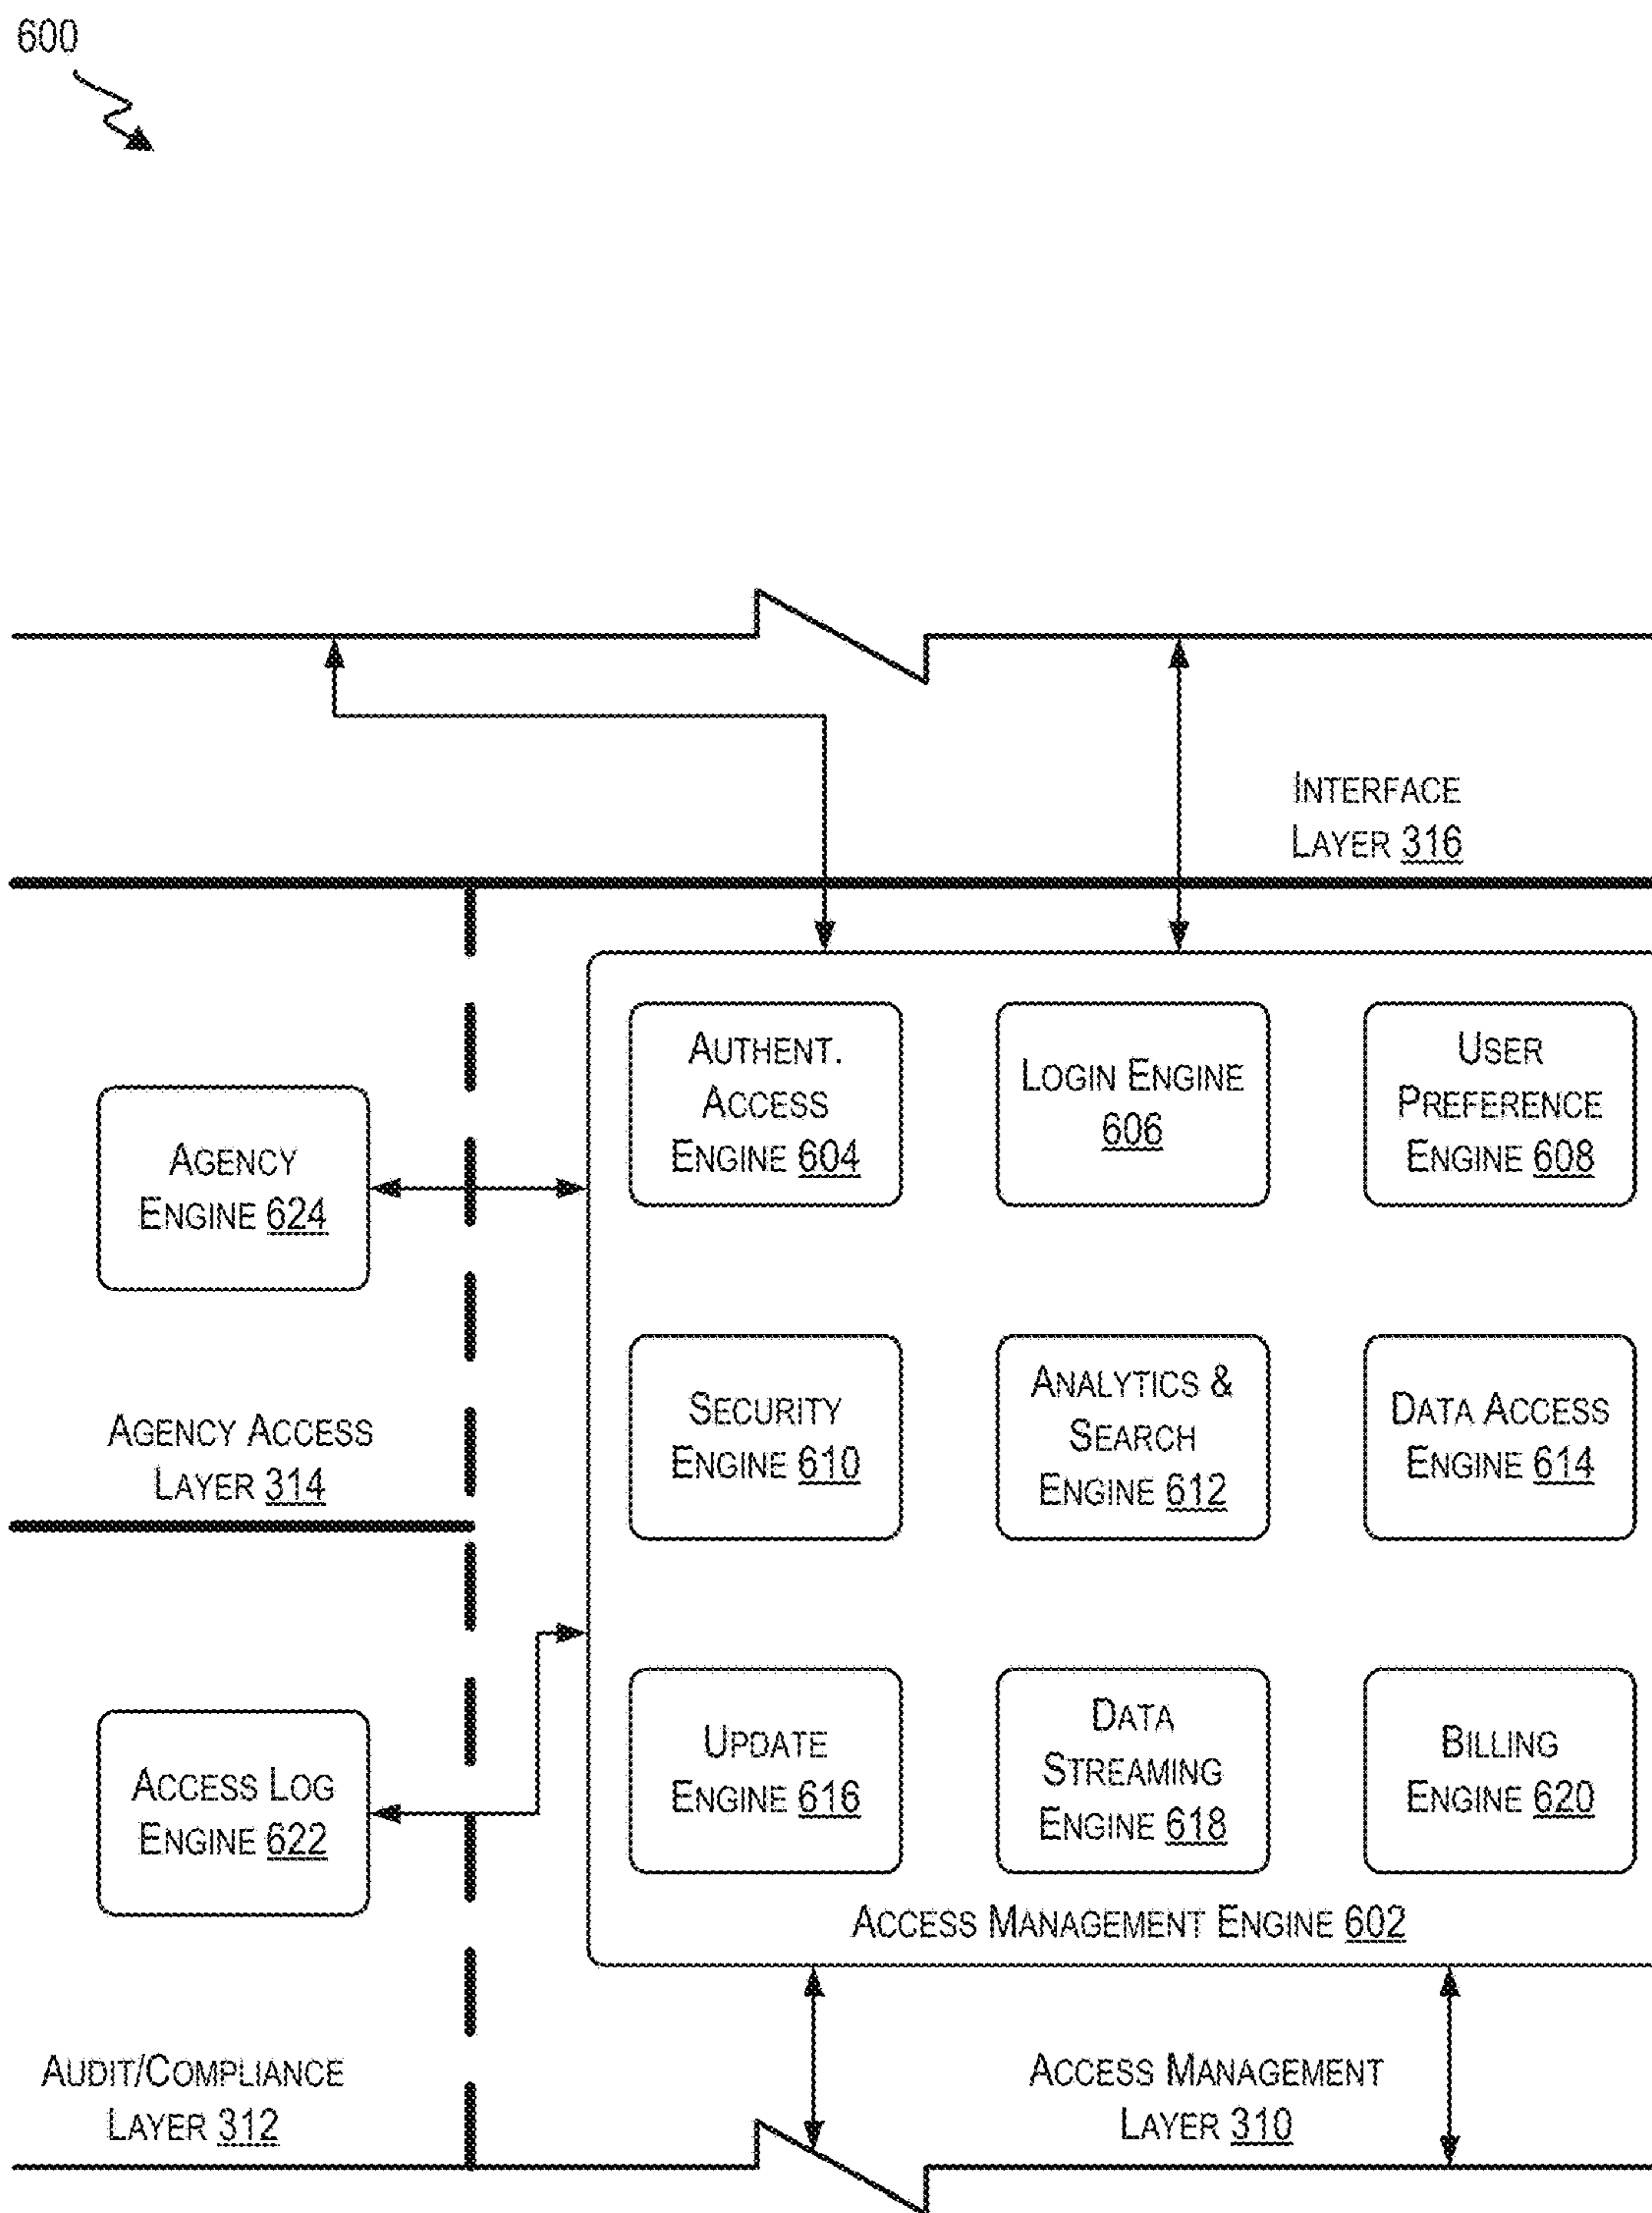 600
INTERFACE
LAYER 316
AUTHENT.
ACCESS
ENGINE 604
LOGIN ENGINE
606
USER
PREFERENCE
ENGINE 608
AGENCY
ENGINE 624
SECURITY
ENGINE 610
ANALYTICS &
SEARCH
ENGINE 612
DATA ACCESS
ENGINE 614
AGENCY ACCESS
LAYER 314
UPDATE
ENGINE 616
DATA
STREAMING
ENGINE 618
BILLING
ENGINE 620
ACCESS LOG
ENGINE 622
ACCESS MANAGEMENT ENGINE 602
AUDIT/COMPLIANCE
LAYER 312
ACCESS MANAGEMENT
LAYER 310